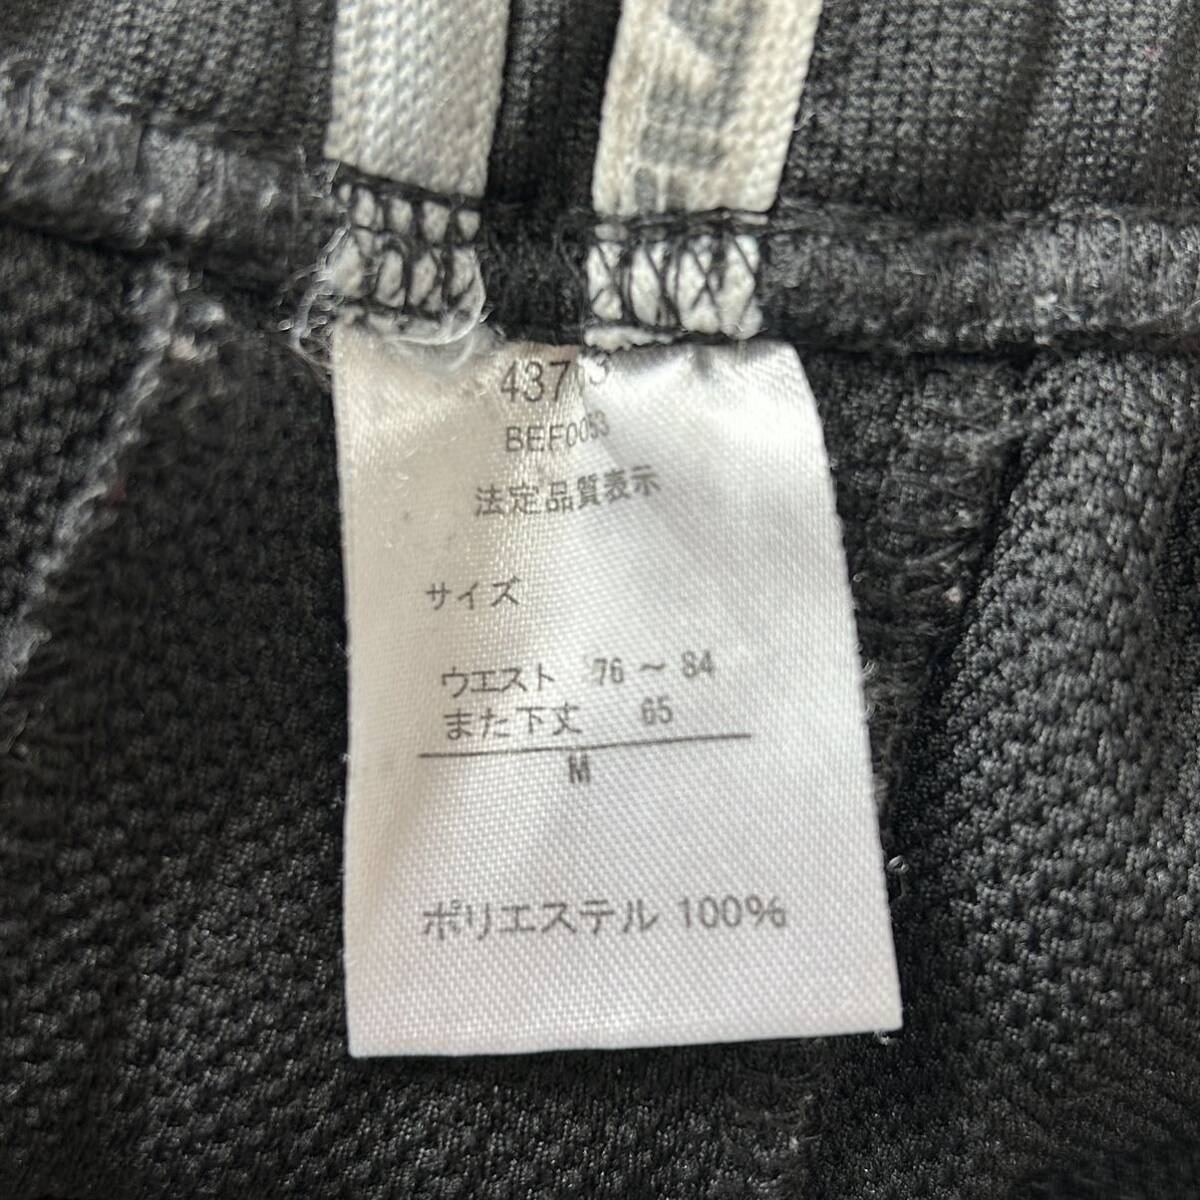 法定品質表示
サイズ
ウエスト 76 ～ 84
また下丈 65
M
ポリエステル 100%